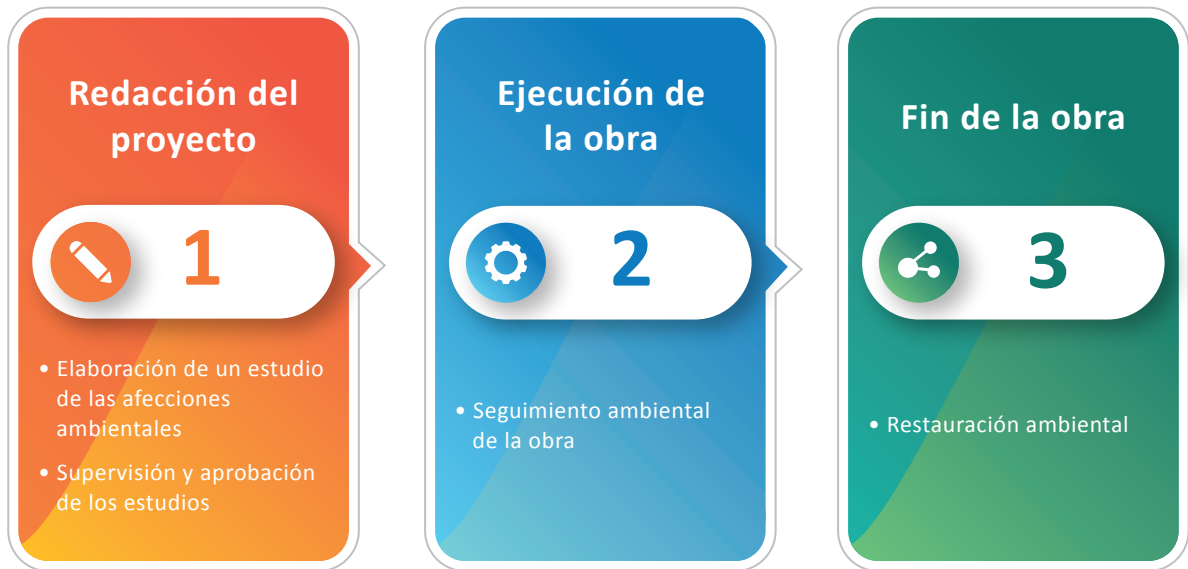 Redacción del
proyecto
1
• Elaboración de un estudio
de las afecciones
ambientales
• Supervisión y aprobación
de los estudios
Ejecución de
la obra
2
• Seguimiento ambiental
de la obra
Fin de la obra
3
• Restauración ambiental